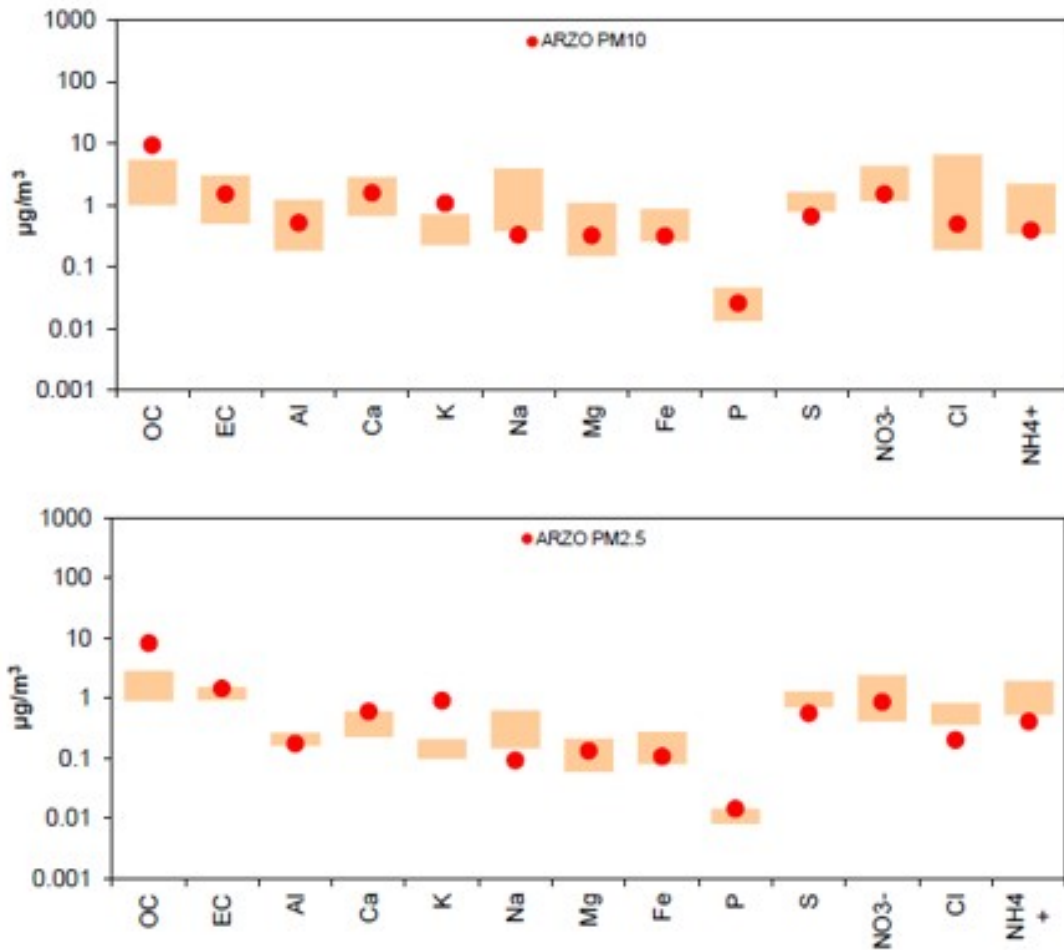 1000
ARZO PM10
100
10
1
0.1
0.01
0.001
µg/m³
OC EC Al Ca K Na Mg Fe P S NO3- Cl NH4+
1000
ARZO PM2.5
100
10
1
0.1
0.01
0.001
µg/m³
OC EC Al Ca K Na Mg Fe P S NO3- Cl NH4
+